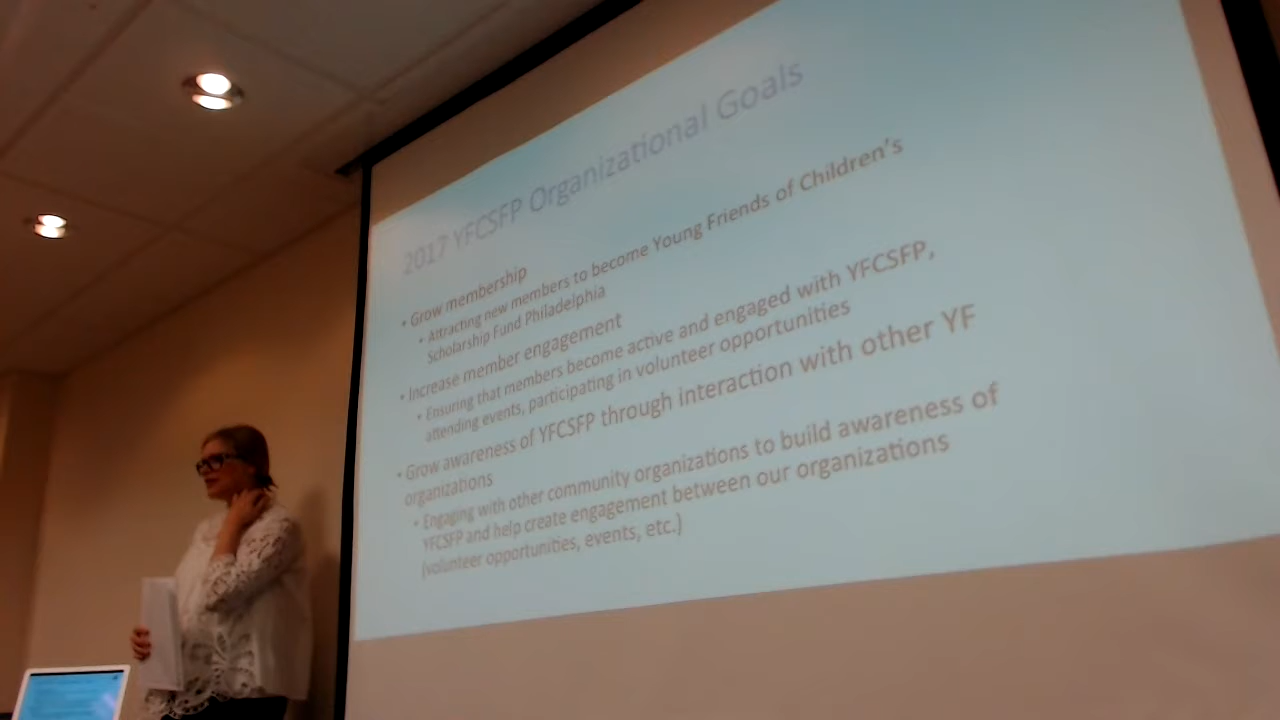 2017 YFCSFP Organizational Goals
• Grow membership
• Attracting new members to become Young Friends of Children's
Scholarship Fund Philadelphia
• Increase member engagement
• Ensuring that members become active and engaged with YFCSFP,
attending events, participating in volunteer opportunities
• Grow awareness of YFCSFP through interaction with other YF
organizations
• Engaging with other community organizations to build awareness of
YFCSFP and help create engagement between our organizations
(volunteer opportunities, events, etc.)